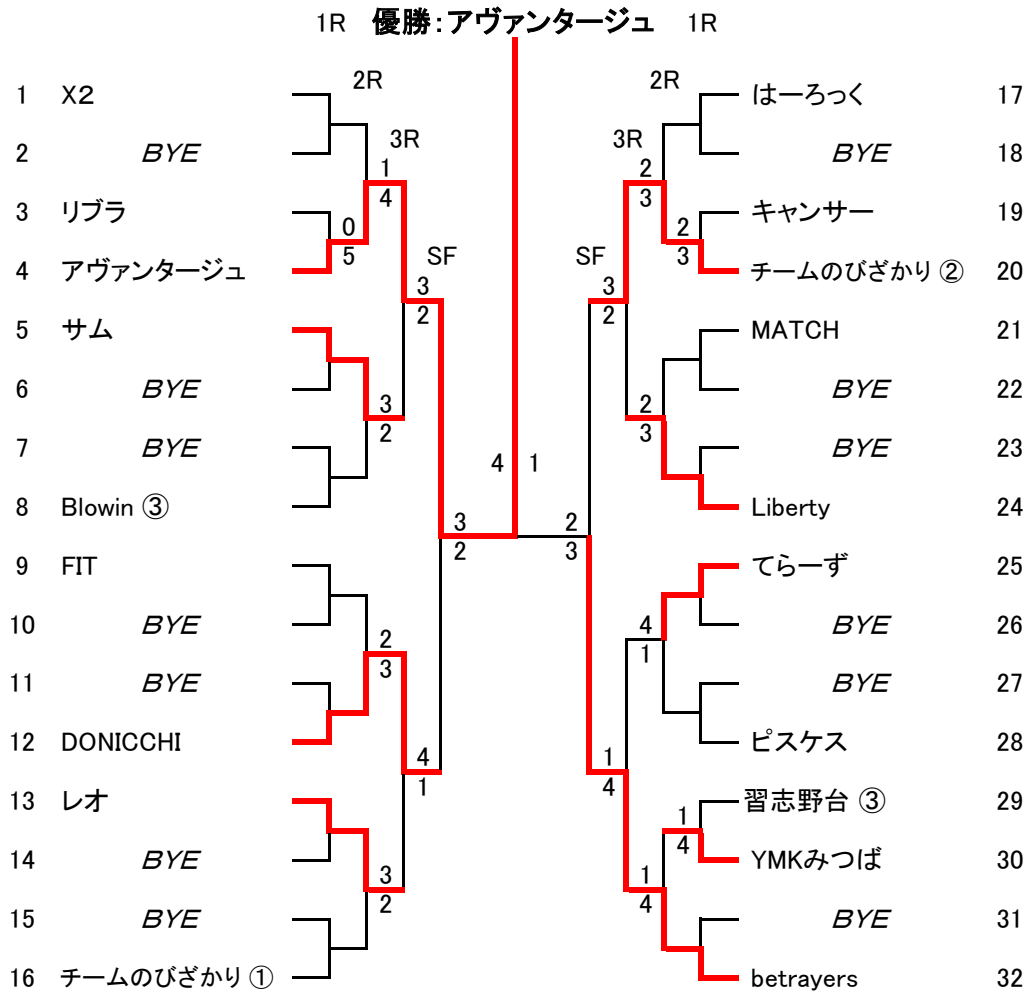 1R 優勝：アヴァンタージュ 1R
2R 2R
1 X2 はーろっく 17
3R 3R
2 BYE BYE 18
1 2
4 3
3 リブラ キャンサー 19
0 2
5 3
SF SF
4 アヴァンタージュ チームのびざかり ② 20
3 3
2 2
5 サム MATCH 21
6 BYE BYE 22
3 2
2 3
7 BYE BYE 23
4 1
8 Blowin ③ Liberty 24
3 2
2 3
9 FIT てらーず 25
10 BYE BYE 26
2 4
3 1
11 BYE BYE 27
12 DONICCHI ピスケス 28
4 1
1 4
13 レオ 習志野台 ③ 29
1
4
14 BYE YMKみつば 30
3 1
2 4
15 BYE BYE 31
16 チームのびざかり ① betrayers 32